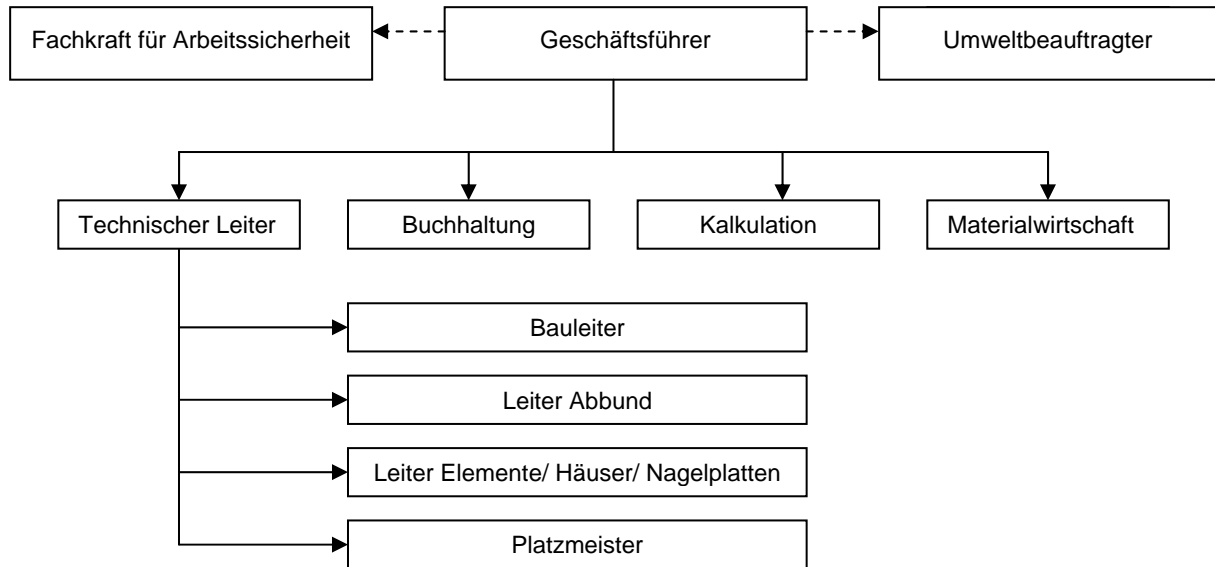 Fachkraft für Arbeitssicherheit
Geschäftsführer
Umweltbeauftragter
Technischer Leiter
Buchhaltung
Kalkulation
Materialwirtschaft
Bauleiter
Leiter Abbund
Leiter Elemente/ Häuser/ Nagelplatten
Platzmeister